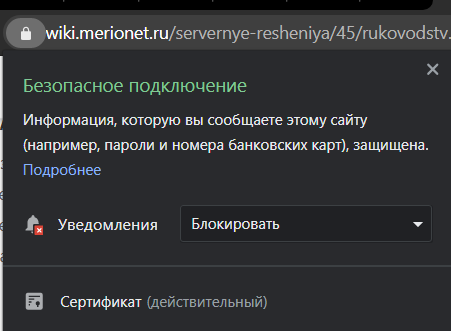 wiki.merionet.ru/servernye-resheniya/45/rukovodstv.
Безопасное подключение
Информация, которую вы сообщаете этому сайту
(например, пароли и номера банковских карт), защищена.
Подробнее
Уведомления
Блокировать
Сертификат (действительный)